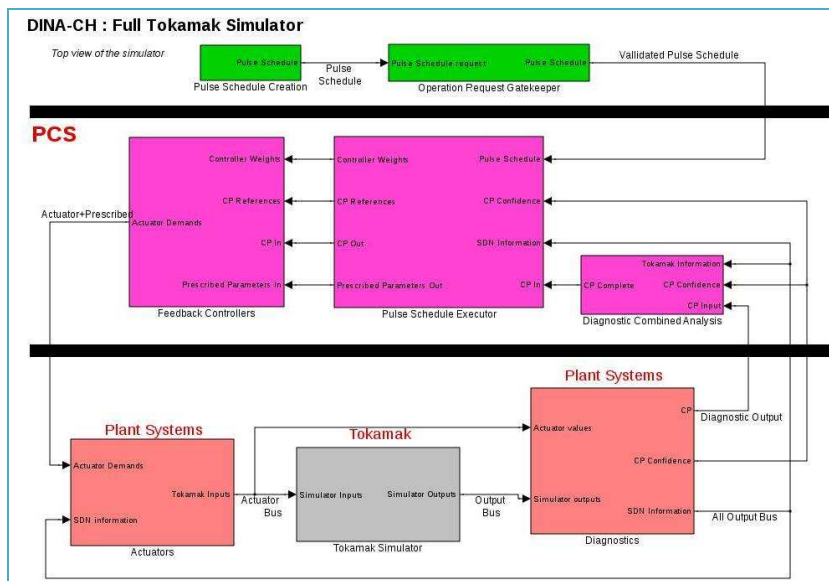 DINA-CH : Full Tokamak Simulator
Top view of the simulator
Pulse Schedule
Pulse Schedule Creation
Pulse
Schedule
Pulse Schedule request
Pulse Schedule
Operation Request Gatekeeper
Vallidated Pulse Schedule
PCS
Controller Weights
CP References
Actuator Demands
CP In
Prescribed Parameters In
Feedback Controllers
Actuator+Prescribed
Controller Weights
Pulse Schedule
CP References
CP Confidence
CP Out
SDN Information
Prescribed Parameters Out
CP In
Pulse Schedule Executor
Tokamak Information
CP Complete
CP Confidence
CP Input
Diagnostic Combined Analysis
Plant Systems
Actuator Demands
Tokamak Inputs
SDN information
Actuators
Actuator
Bus
Tokamak
Simulator Inputs
Simulator Outputs
Tokamak Simulator
Output
Bus
Plant Systems
Actuator values
CP
CP Confidence
Simulator outputs
SDN Information
Diagnostics
Diagnostic Output
All Output Bus